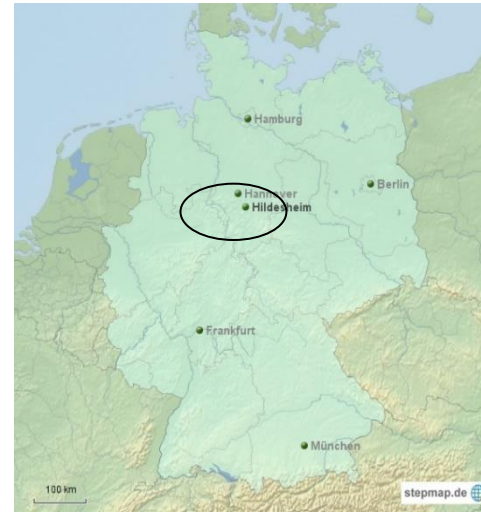 Hamburg
Berlin
Hannover
Hildesheim
Frankfurt
München
100 km
stepmap.de